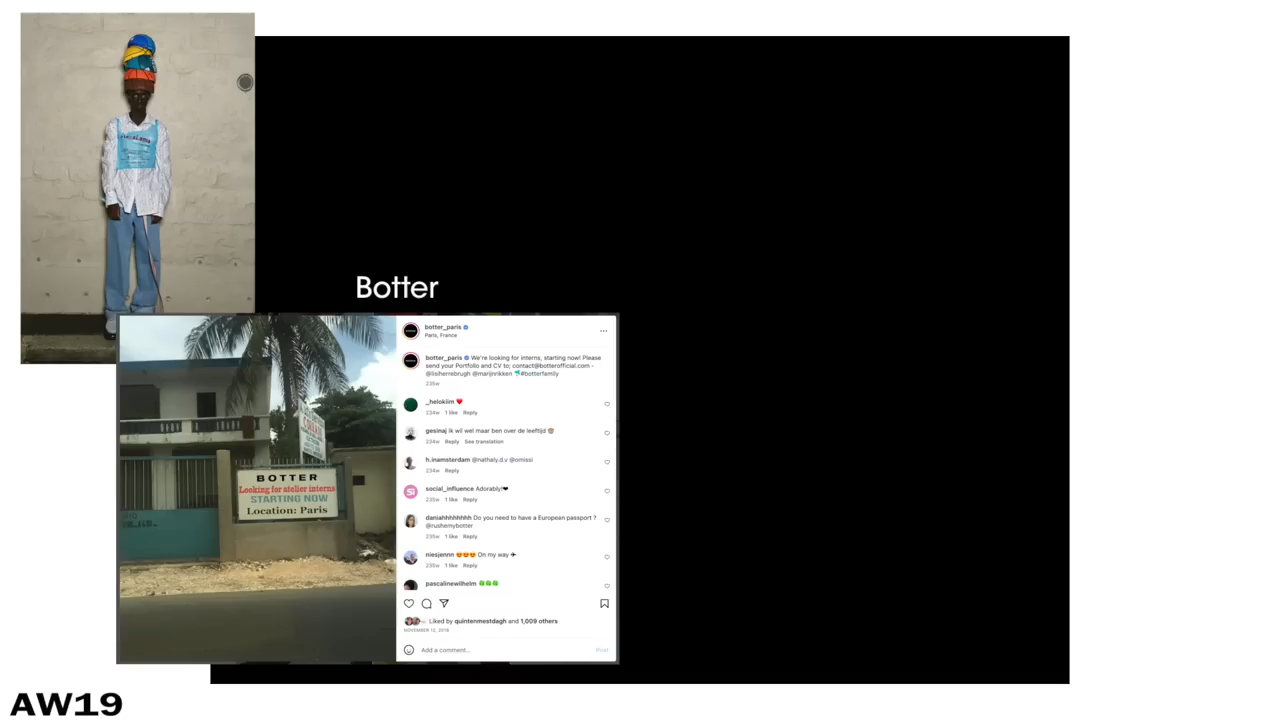 Botter
BOTTER
Looking for atelier interns
STARTING NOW
Location: Paris
botter_paris
Paris, France
botter_paris We're looking for interns, starting now! Please
send your Portfolio and CV to; contact@botterofficial.com -
@lisiherrebrugh @marijnrikken #botterfamily
235w
_helokiim
234w 1 like Reply
gesinaj Ik wil wel maar ben over de leeftijd
234w Reply See translation
h.inamsterdam @nathaly.d.v @omissi
234w Reply
social_influence Adorably!
235w 1 like Reply
daniahhhhhhhh Do you need to have a European passport ?
@rushemybotter
235w 1 like Reply
niesjennn On my way
235w 1 like Reply
pascalinewilhelm
Liked by quintenmestdagh and 1,009 others
NOVEMBER 12, 2018
Add a comment...
Post
AW19